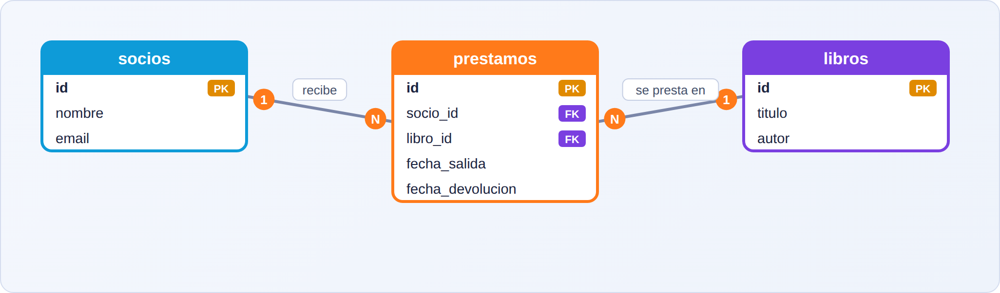 socios
id PK
nombre
email
1
recibe
N
prestamos
id PK
socio_id FK
libro_id FK
fecha_salida
fecha_devolucion
N
se presta en
1
libros
id PK
titulo
autor